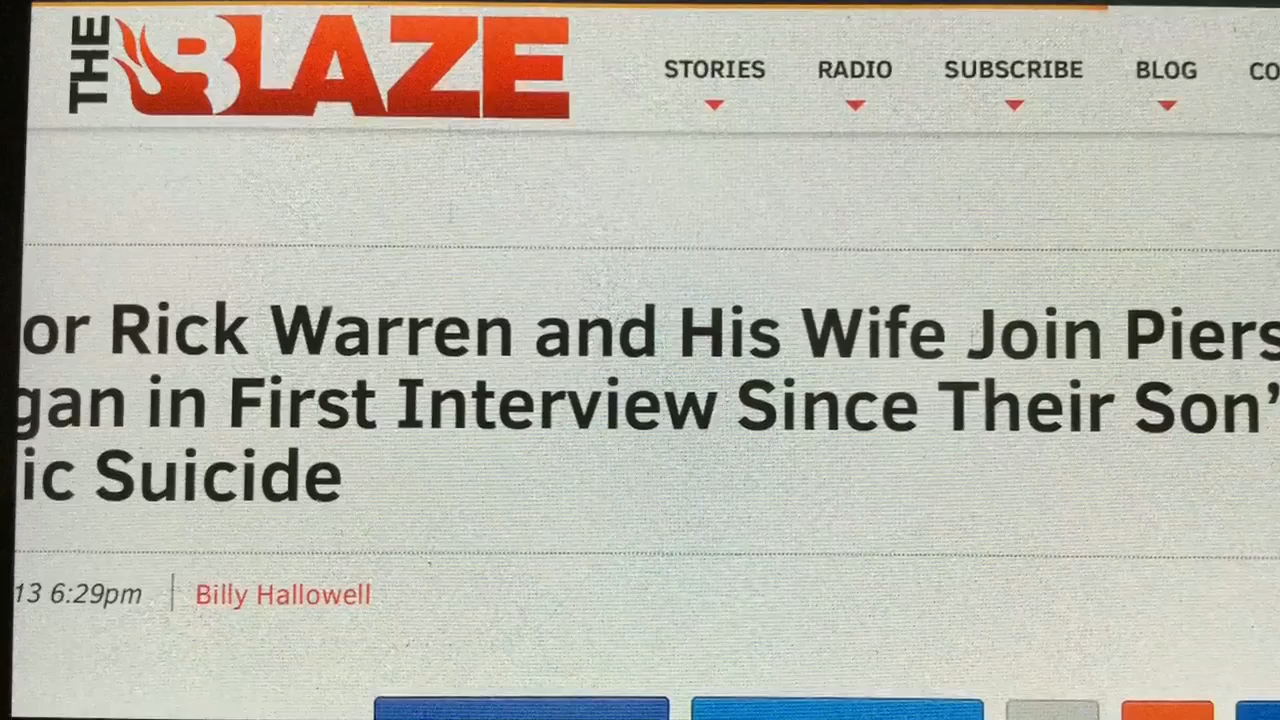 THE BLAZE
STORIES RADIO SUBSCRIBE BLOG CO
or Rick Warren and His Wife Join Piers
gan in First Interview Since Their Son'
ic Suicide
13 6:29pm Billy Hallowell